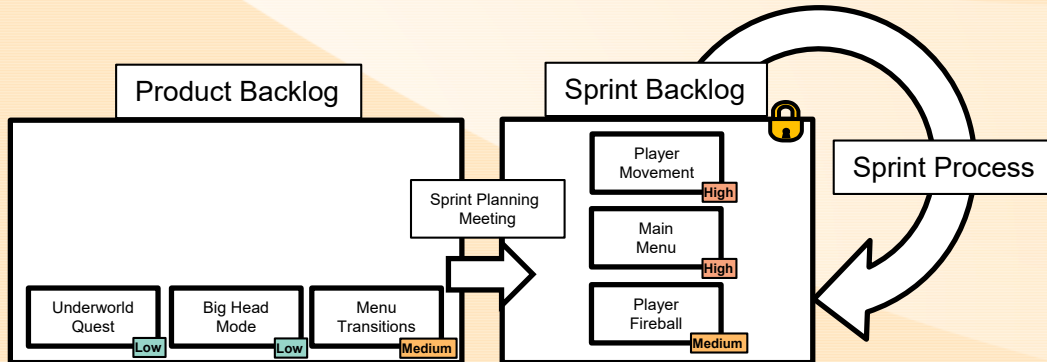 Product Backlog
Underworld
Quest
Low
Big Head
Mode
Low
Menu
Transitions
Medium
Sprint Planning
Meeting
Sprint Backlog
Player
Movement
High
Main
Menu
High
Player
Fireball
Medium
Sprint Process